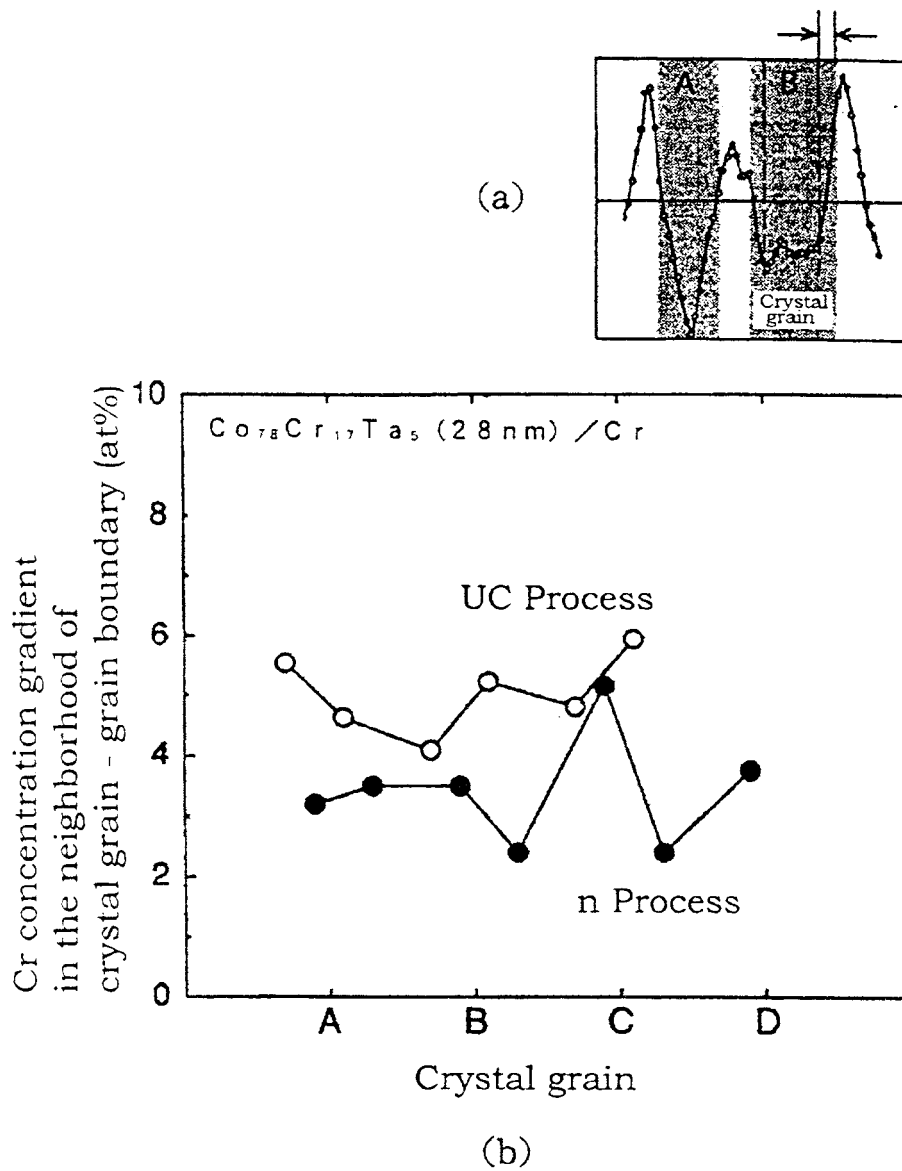 A
B
(a)
Crystal
grain
Cr concentration gradient
in the neighborhood of
crystal grain - grain boundary (at%)
10
8
6
4
2
0
Co₇₈Cr₁₇Ta₅ (28nm) /Cr
UC Process
n Process
A
B
C
D
Crystal grain
(b)